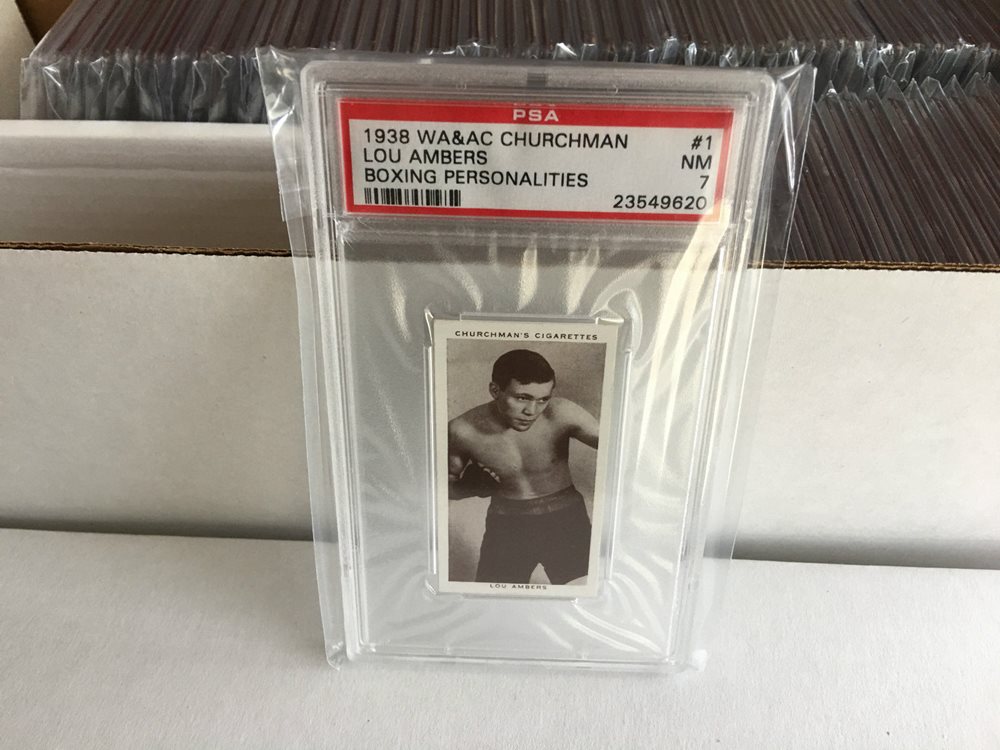 PSA
1938 WA&AC CHURCHMAN #1
LOU AMBERS NM
BOXING PERSONALITIES 7
23549620
CHURCHMAN'S CIGARETTES
LOU AMBERS